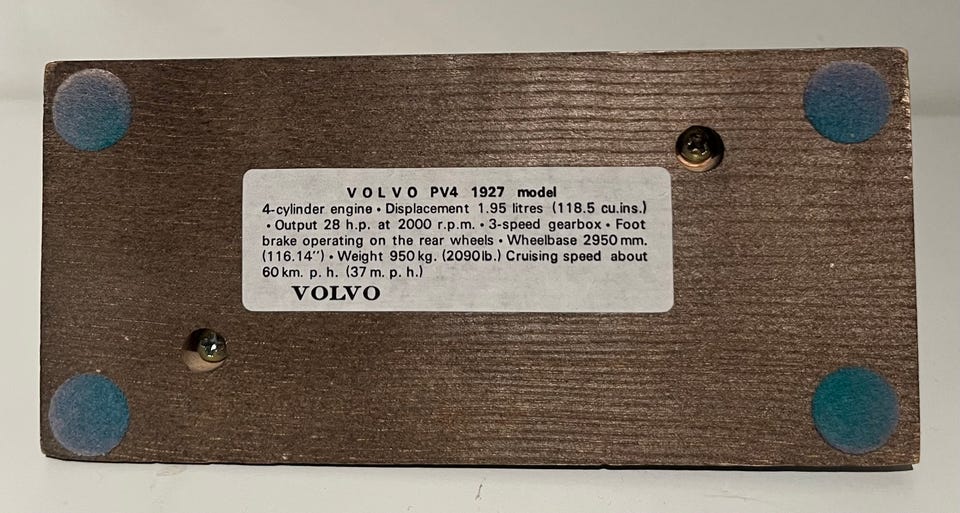 VOLVO PV4 1927 model
4-cylinder engine • Displacement 1.95 litres (118.5 cu.ins.)
• Output 28 h.p. at 2000 r.p.m. • 3-speed gearbox • Foot
brake operating on the rear wheels • Wheelbase 2950 mm.
(116.14″) • Weight 950 kg. (2090 lb.) Cruising speed about
60 km. p. h. (37 m. p. h.)
VOLVO